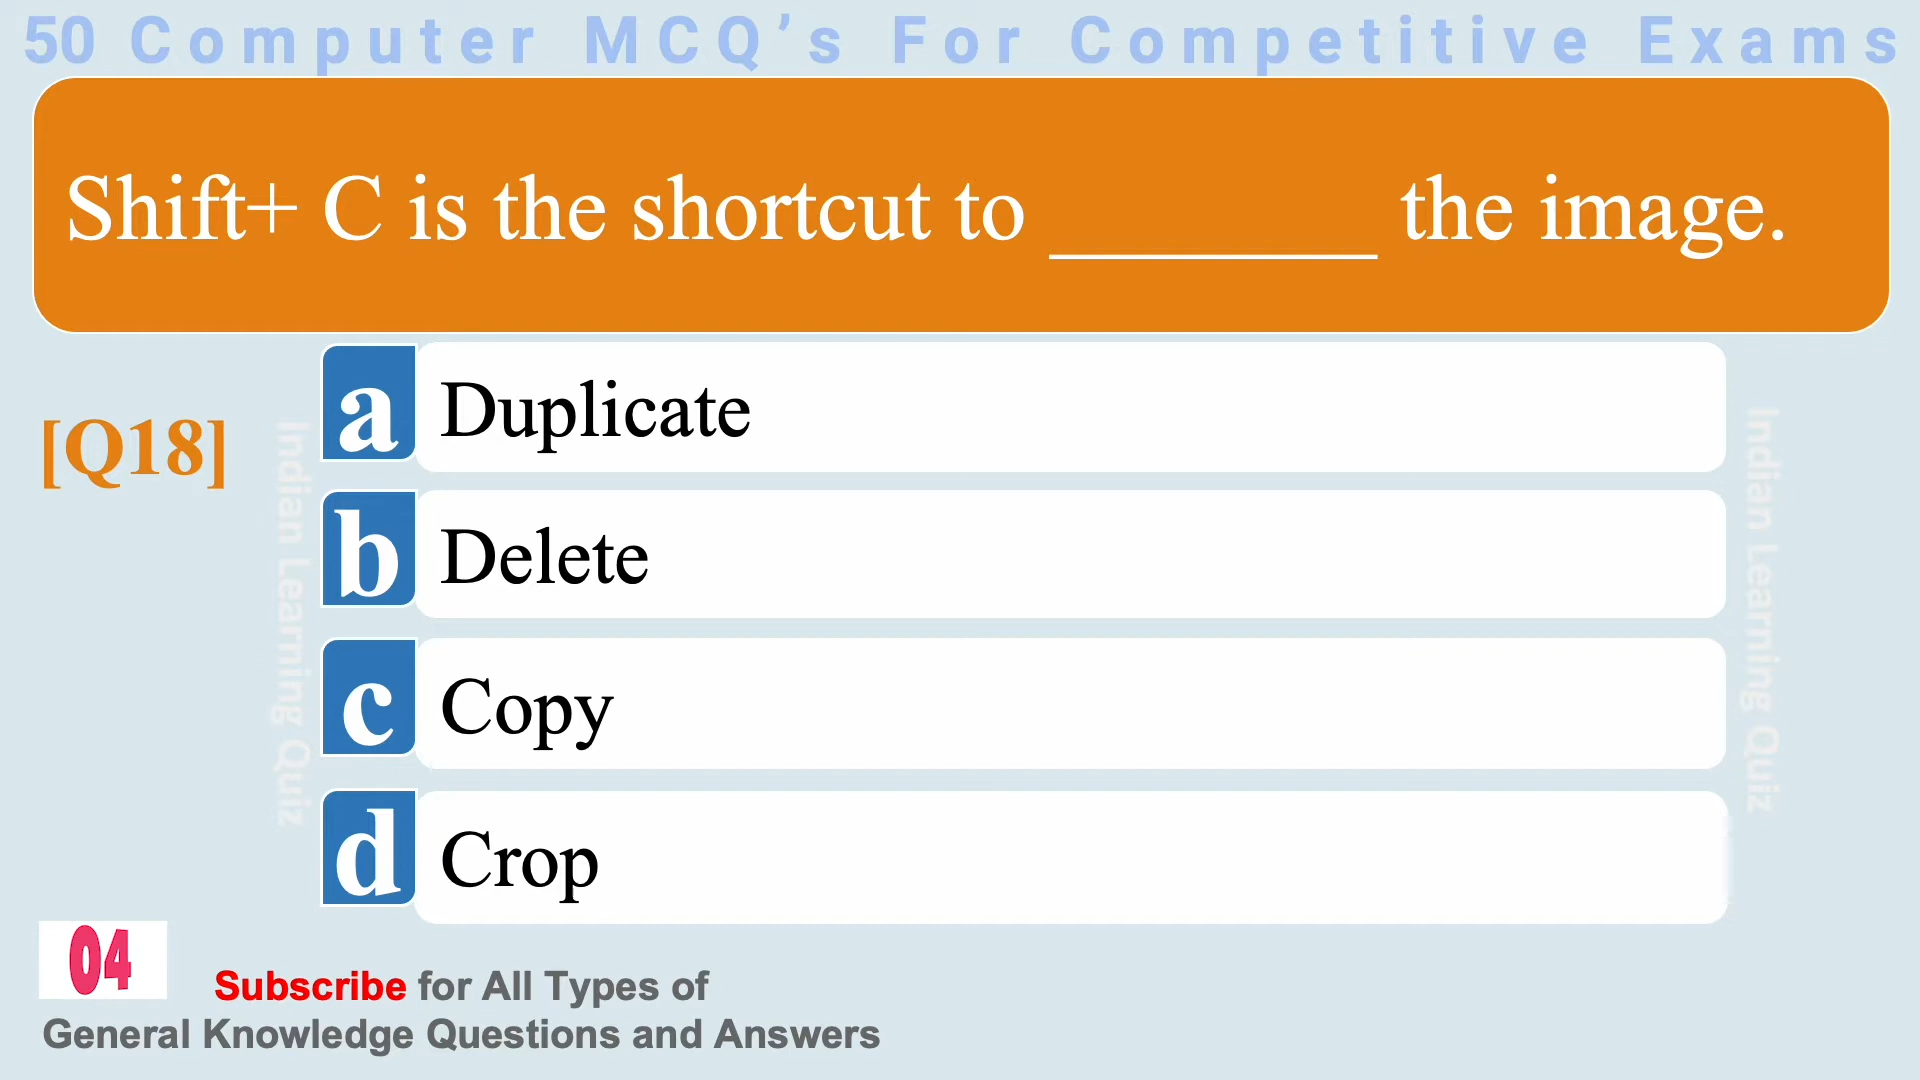 50 Computer MCQ’s For Competitive Exams
Shift+ C is the shortcut to ________ the image.
[Q18]
a Duplicate
b Delete
c Copy
d Crop
Indian Learning Quiz
Indian Learning Quiz
04
Subscribe for All Types of
General Knowledge Questions and Answers